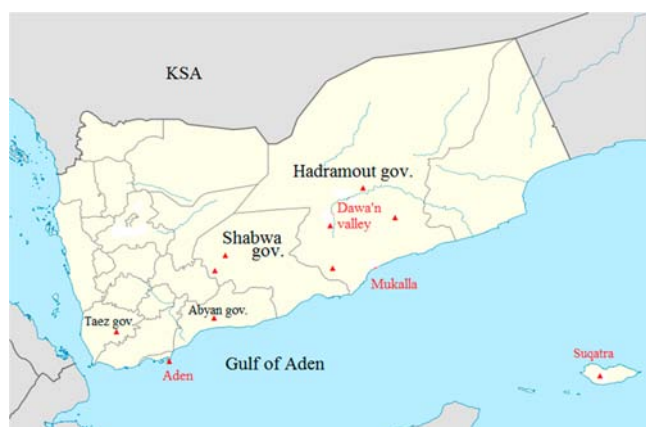 KSA
Hadramout gov.
Dawa'n
valley
Shabwa
gov.
Mukalla
Abyan gov.
Taez gov.
Gulf of Aden
Aden
Suqatra